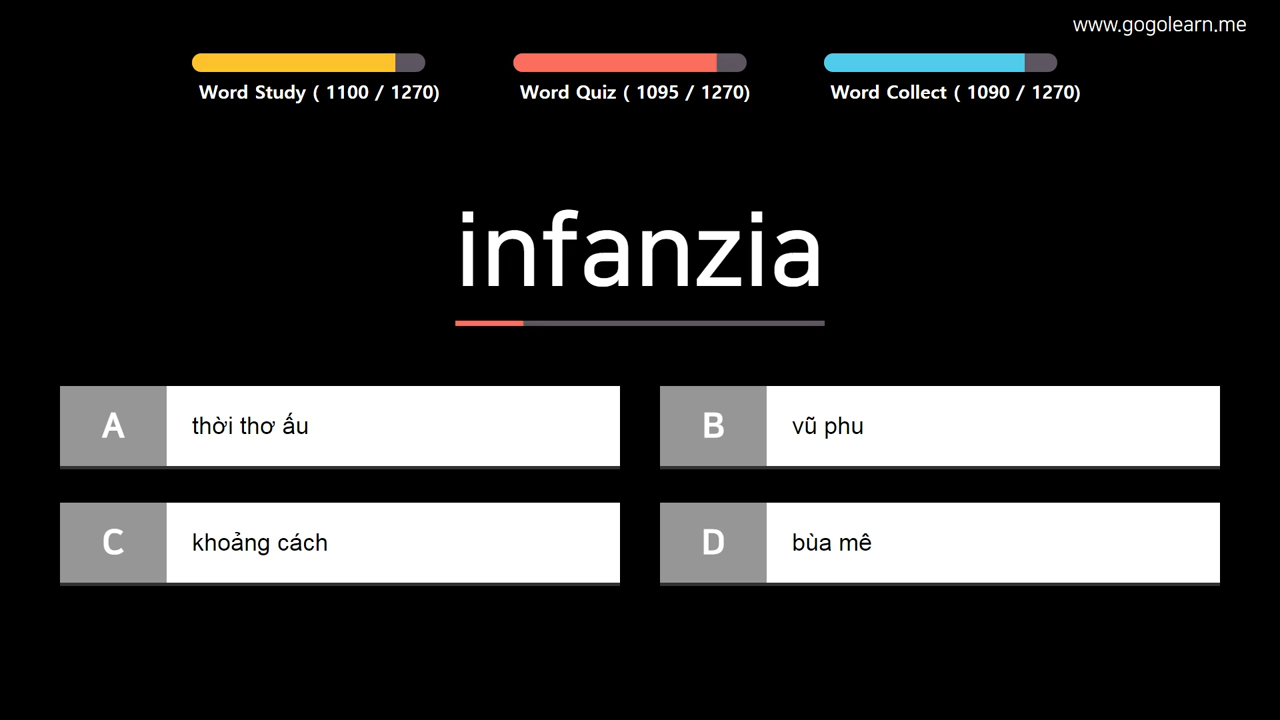 www.gogolearn.me
Word Study ( 1100 / 1270)
Word Quiz ( 1095 / 1270)
Word Collect ( 1090 / 1270)
infanzia
A thời thơ ấu
B vũ phu
C khoảng cách
D bùa mê